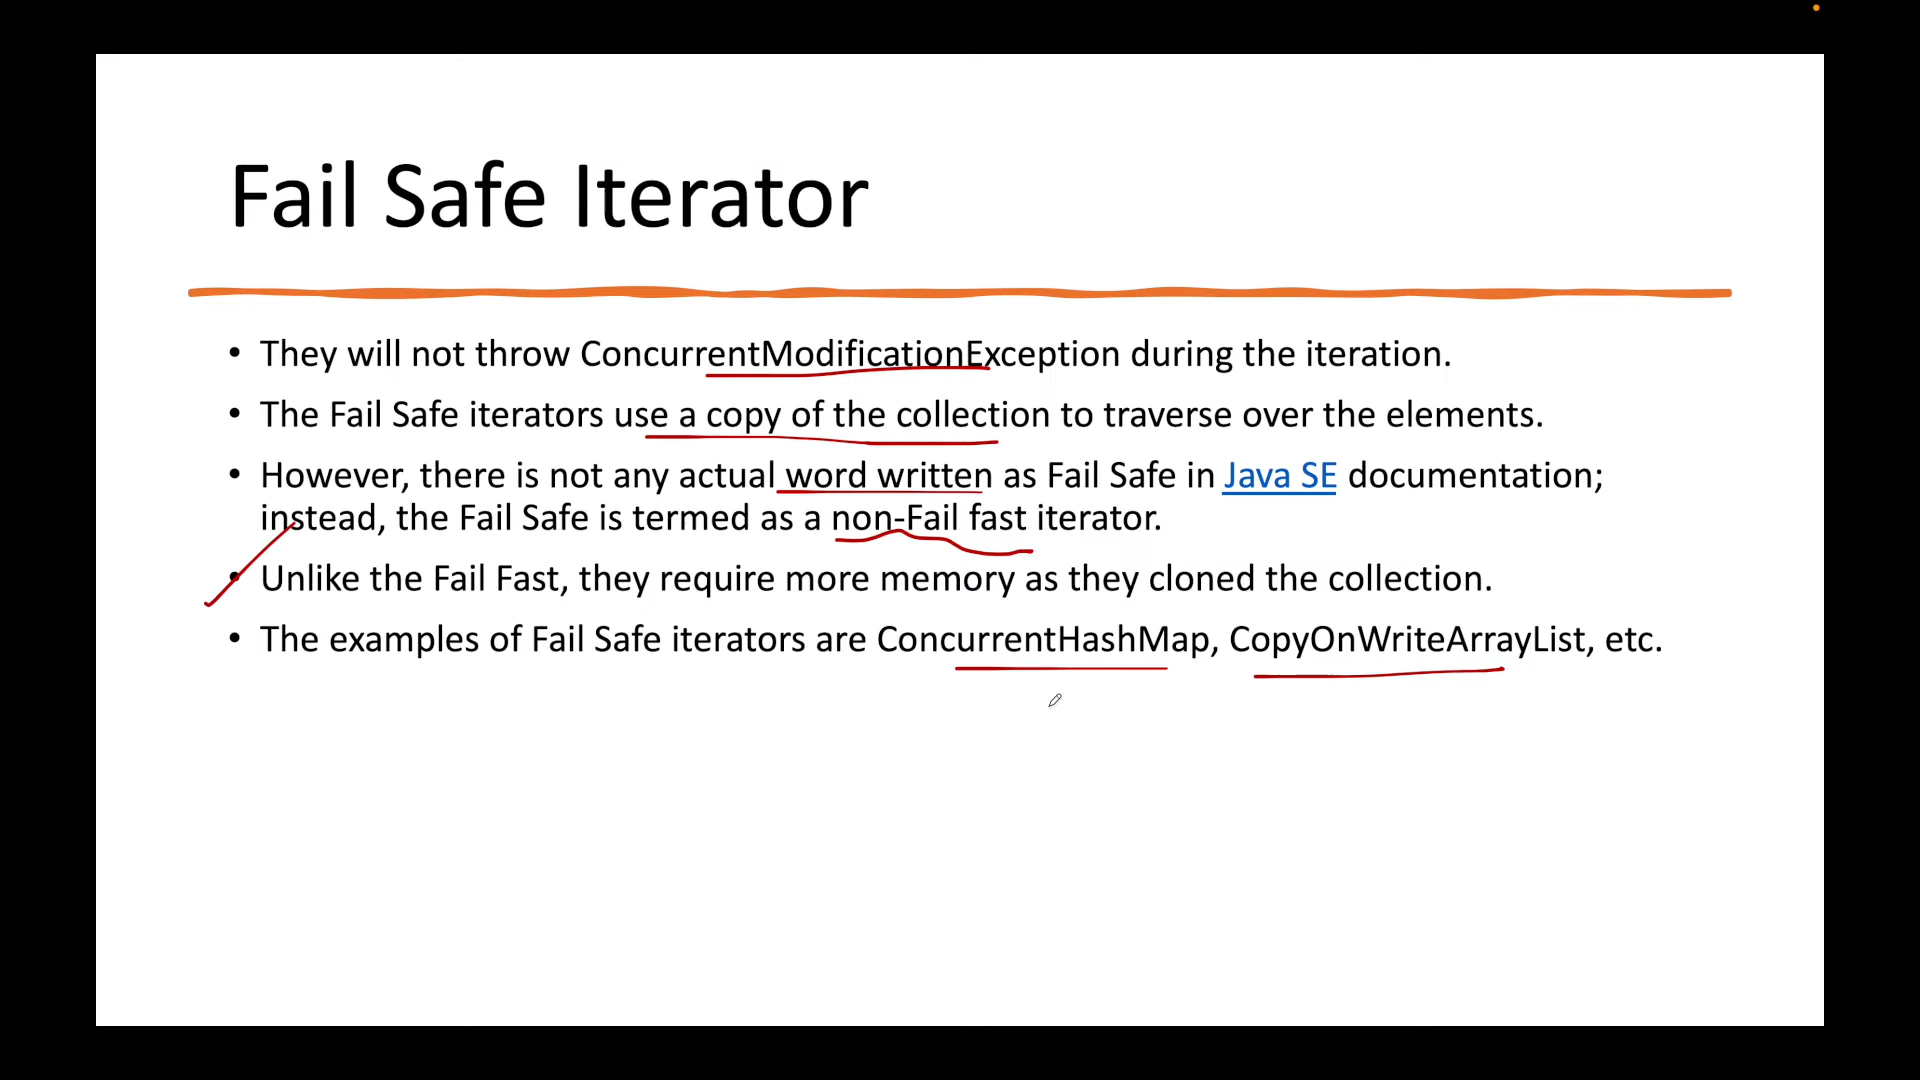 Fail Safe Iterator
• They will not throw ConcurrentModificationException during the iteration.
• The Fail Safe iterators use a copy of the collection to traverse over the elements.
• However, there is not any actual word written as Fail Safe in Java SE documentation;
instead, the Fail Safe is termed as a non-Fail fast iterator.
• Unlike the Fail Fast, they require more memory as they cloned the collection.
• The examples of Fail Safe iterators are ConcurrentHashMap, CopyOnWriteArrayList, etc.